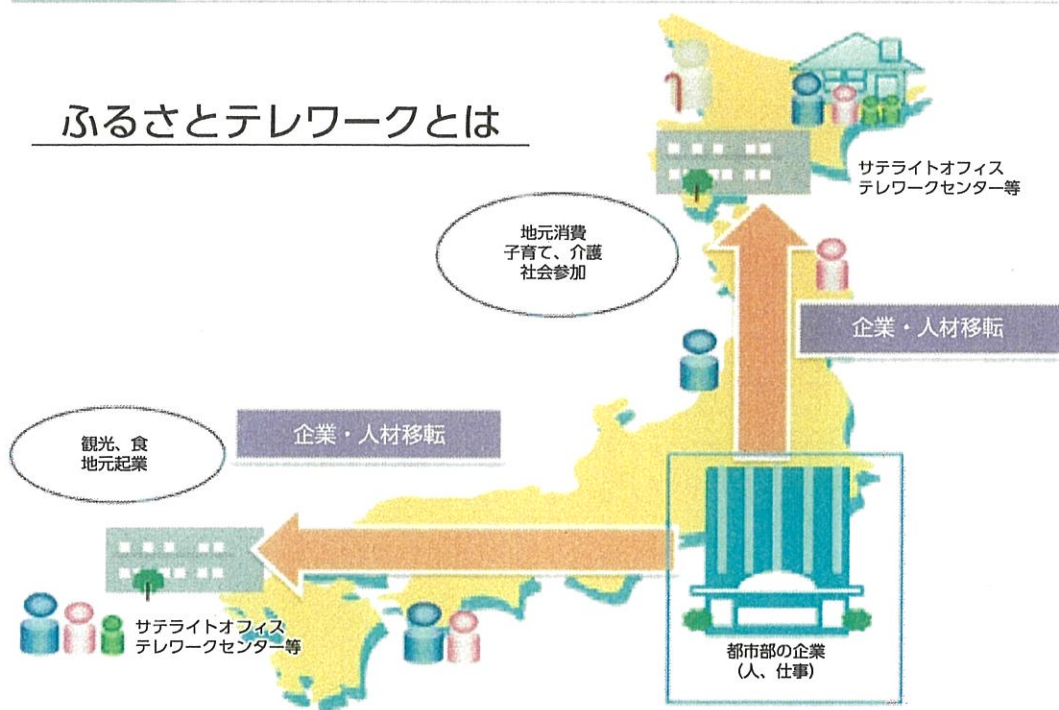 ふるさとテレワークとは
サテライトオフィス
テレワークセンター等
地元消費
子育て、介護
社会参加
企業・人材移転
企業・人材移転
観光、食
地元起業
サテライトオフィス
テレワークセンター等
都市部の企業
(人、仕事)